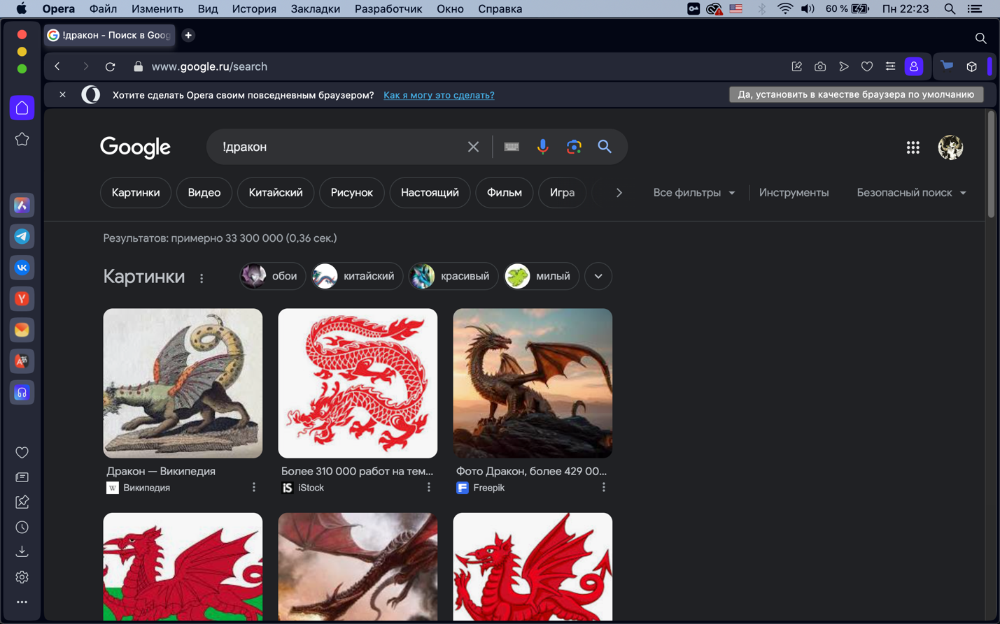 Opera Файл Изменить Вид История Закладки Разработчик Окно Справка 60 % Пн 22:23
!дракон - Поиск в Goog
www.google.ru/search
Хотите сделать Opera своим повседневным браузером? Как я могу это сделать? Да, установить в качестве браузера по умолчанию
Google !дракон
Картинки Видео Китайский Рисунок Настоящий Фильм Игра Все фильтры Инструменты Безопасный поиск
Результатов: примерно 33 300 000 (0,36 сек.)
Картинки обои китайский красивый милый
Дракон — Википедия
W Википедия
Более 310 000 работ на тем...
iS iStock
Фото Дракон, более 429 00...
Freepik